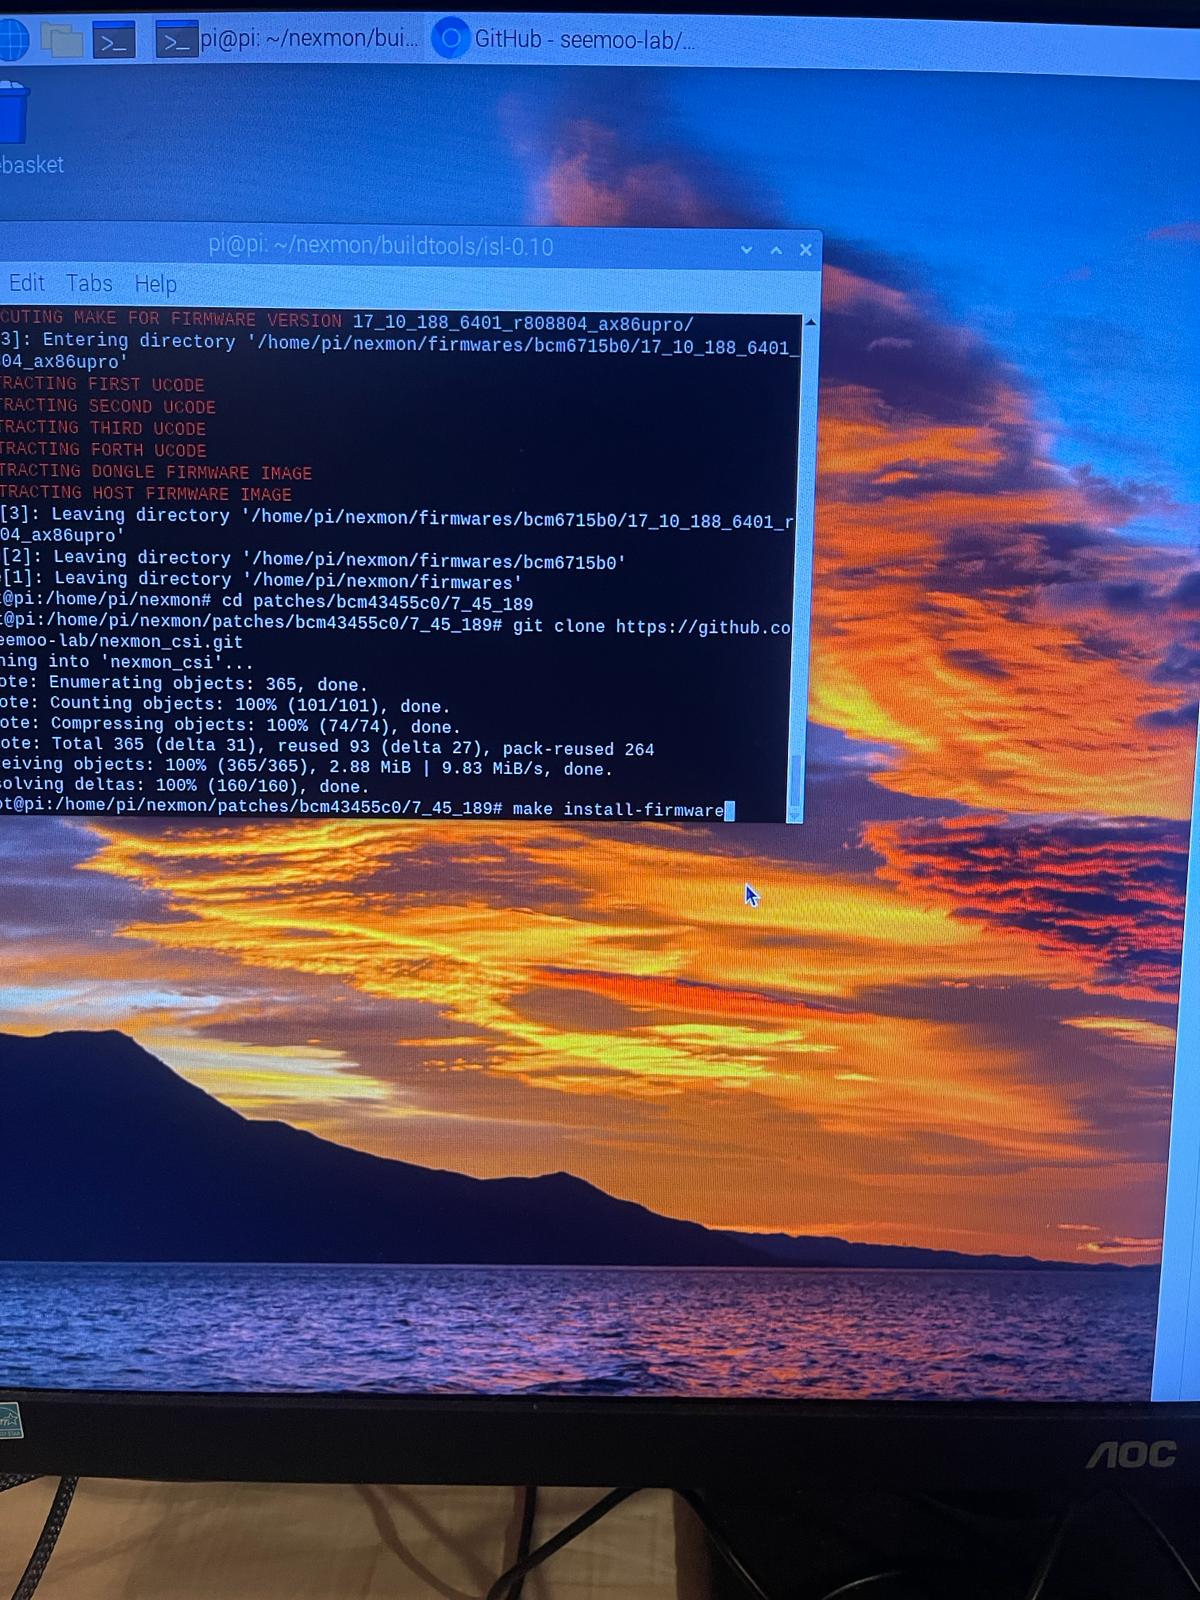 pi@pi: ~/nexmon/bui...
GitHub - seemoo-lab/...
basket
pi@pi: ~/nexmon/buildtools/isl-0.10
Edit Tabs Help
CUTING MAKE FOR FIRMWARE VERSION 17_10_188_6401_r808804_ax86upro/
3]: Entering directory '/home/pi/nexmon/firmwares/bcm6715b0/17_10_188_6401_
04_ax86upro'
TRACTING FIRST UCODE
TRACTING SECOND UCODE
TRACTING THIRD UCODE
TRACTING FORTH UCODE
TRACTING DONGLE FIRMWARE IMAGE
TRACTING HOST FIRMWARE IMAGE
[3]: Leaving directory '/home/pi/nexmon/firmwares/bcm6715b0/17_10_188_6401_r
04_ax86upro'
[2]: Leaving directory '/home/pi/nexmon/firmwares/bcm6715b0'
[1]: Leaving directory '/home/pi/nexmon/firmwares'
t@pi:/home/pi/nexmon# cd patches/bcm43455c0/7_45_189
t@pi:/home/pi/nexmon/patches/bcm43455c0/7_45_189# git clone https://github.co
eemoo-lab/nexmon_csi.git
ning into 'nexmon_csi'...
ote: Enumerating objects: 365, done.
ote: Counting objects: 100% (101/101), done.
ote: Compressing objects: 100% (74/74), done.
ote: Total 365 (delta 31), reused 93 (delta 27), pack-reused 264
eiving objects: 100% (365/365), 2.88 MiB | 9.83 MiB/s, done.
solving deltas: 100% (160/160), done.
ot@pi:/home/pi/nexmon/patches/bcm43455c0/7_45_189# make install-firmware
AOC